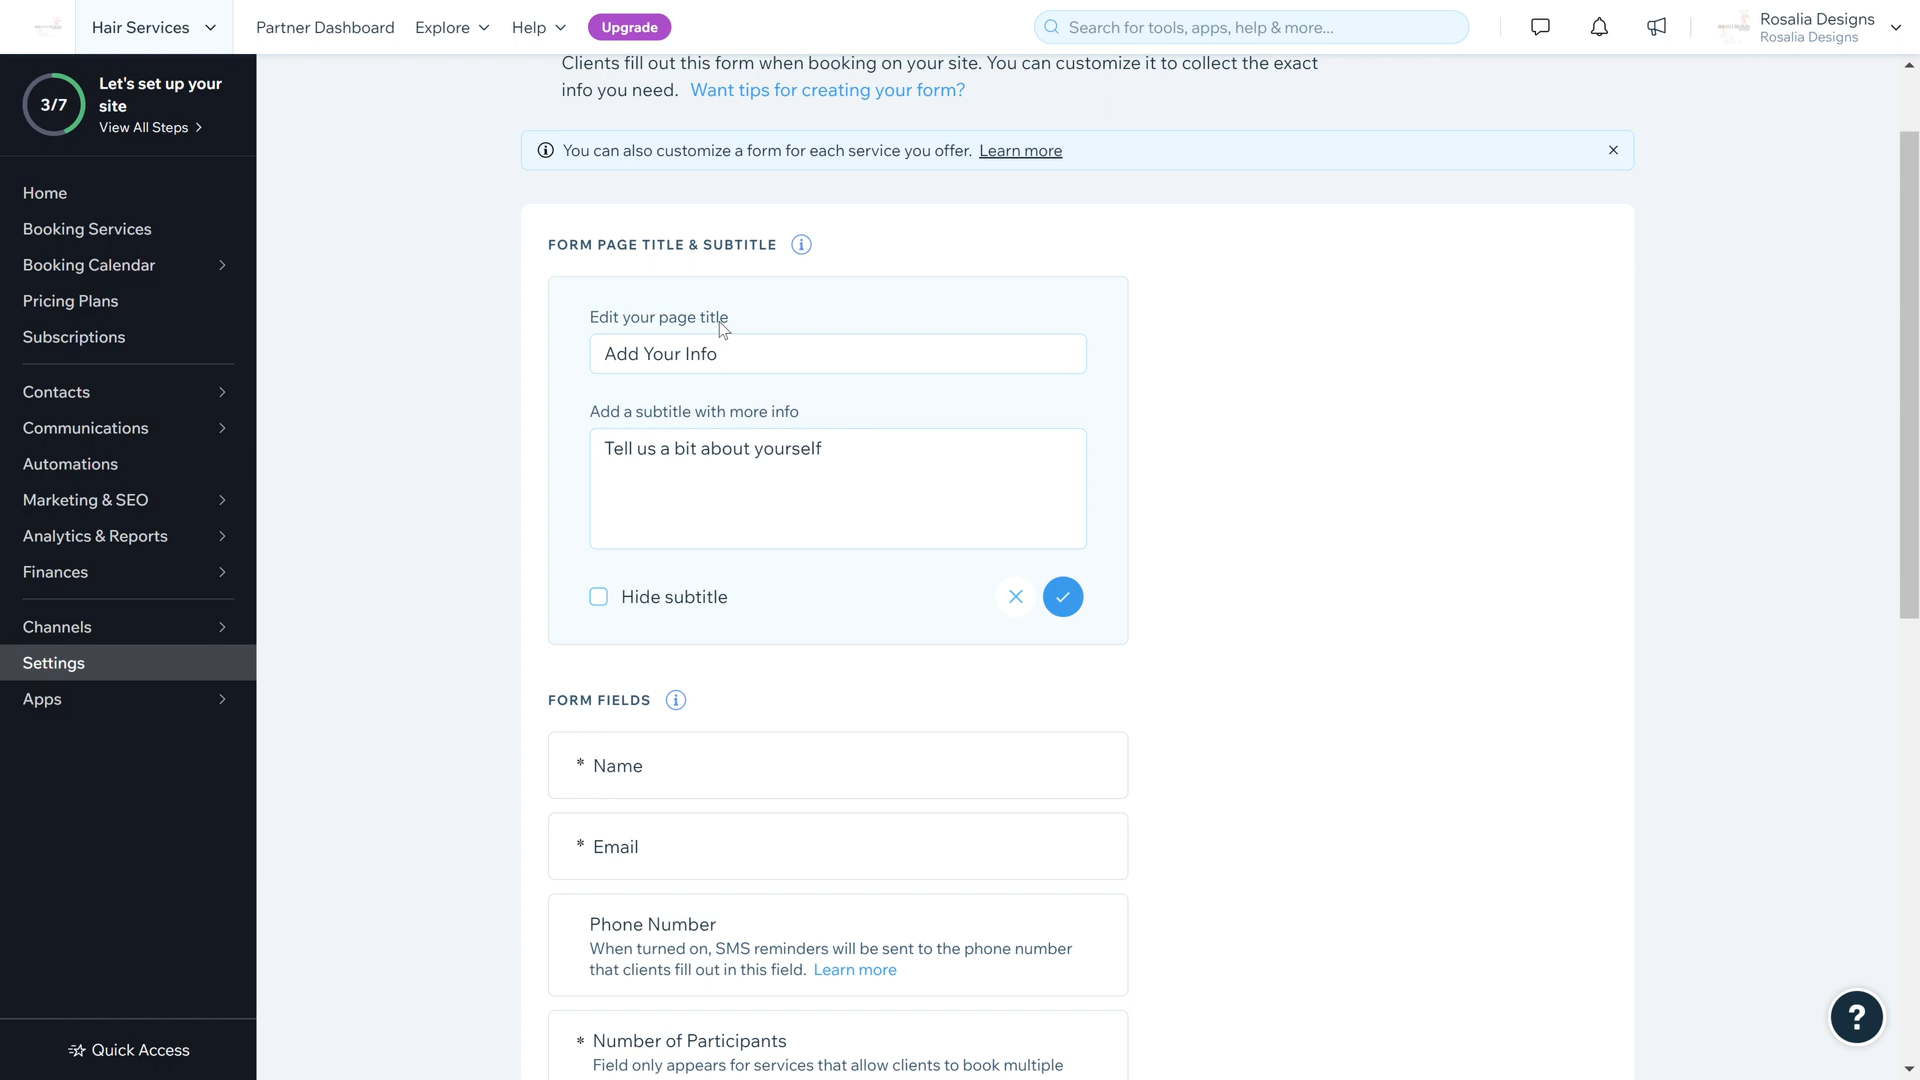 Hair Services
Partner Dashboard
Explore
Help
Upgrade
Search for tools, apps, help & more...
Rosalia Designs
Rosalia Designs
3/7
Let's set up your
site
View All Steps
Home
Booking Services
Booking Calendar
Pricing Plans
Subscriptions
Contacts
Communications
Automations
Marketing & SEO
Analytics & Reports
Finances
Channels
Settings
Apps
Quick Access
Clients fill out this form when booking on your site. You can customize it to collect the exact
info you need. Want tips for creating your form?
You can also customize a form for each service you offer. Learn more
FORM PAGE TITLE & SUBTITLE
Edit your page title
Add Your Info
Add a subtitle with more info
Tell us a bit about yourself
Hide subtitle
FORM FIELDS
* Name
* Email
Phone Number
When turned on, SMS reminders will be sent to the phone number
that clients fill out in this field. Learn more
* Number of Participants
Field only appears for services that allow clients to book multiple
?